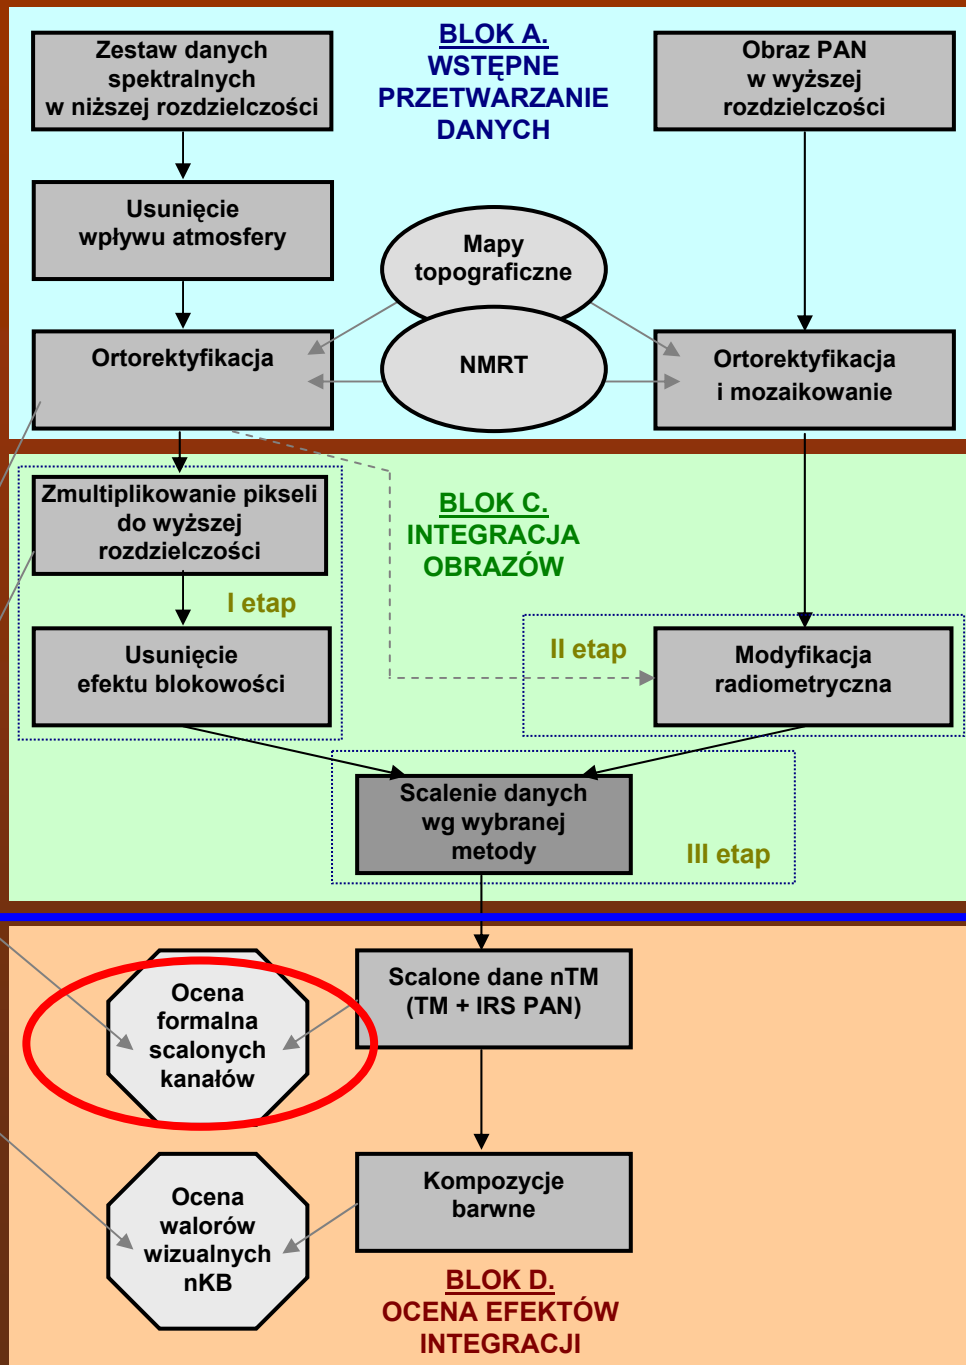 Zestaw danych
spektralnych
w niższej rozdzielczości
BLOK A.
WSTĘPNE
PRZETWARZANIE
DANYCH
Obraz PAN
w wyższej
rozdzielczości
Usunięcie
wpływu atmosfery
Mapy
topograficzne
Ortorektyfikacja
NMRT
Ortorektyfikacja
i mozaikowanie
Zmultiplikowanie pikseli
do wyższej
rozdzielczości
BLOK C.
INTEGRACJA
OBRAZÓW
I etap
Usunięcie
efektu blokowości
II etap
Modyfikacja
radiometryczna
Scalenie danych
wg wybranej
metody
III etap
Ocena
formalna
scalonych
kanałów
Scalone dane nTM
(TM + IRS PAN)
Ocena
walorów
wizualnych
nKB
Kompozycje
barwne
BLOK D.
OCENA EFEKTÓW
INTEGRACJI